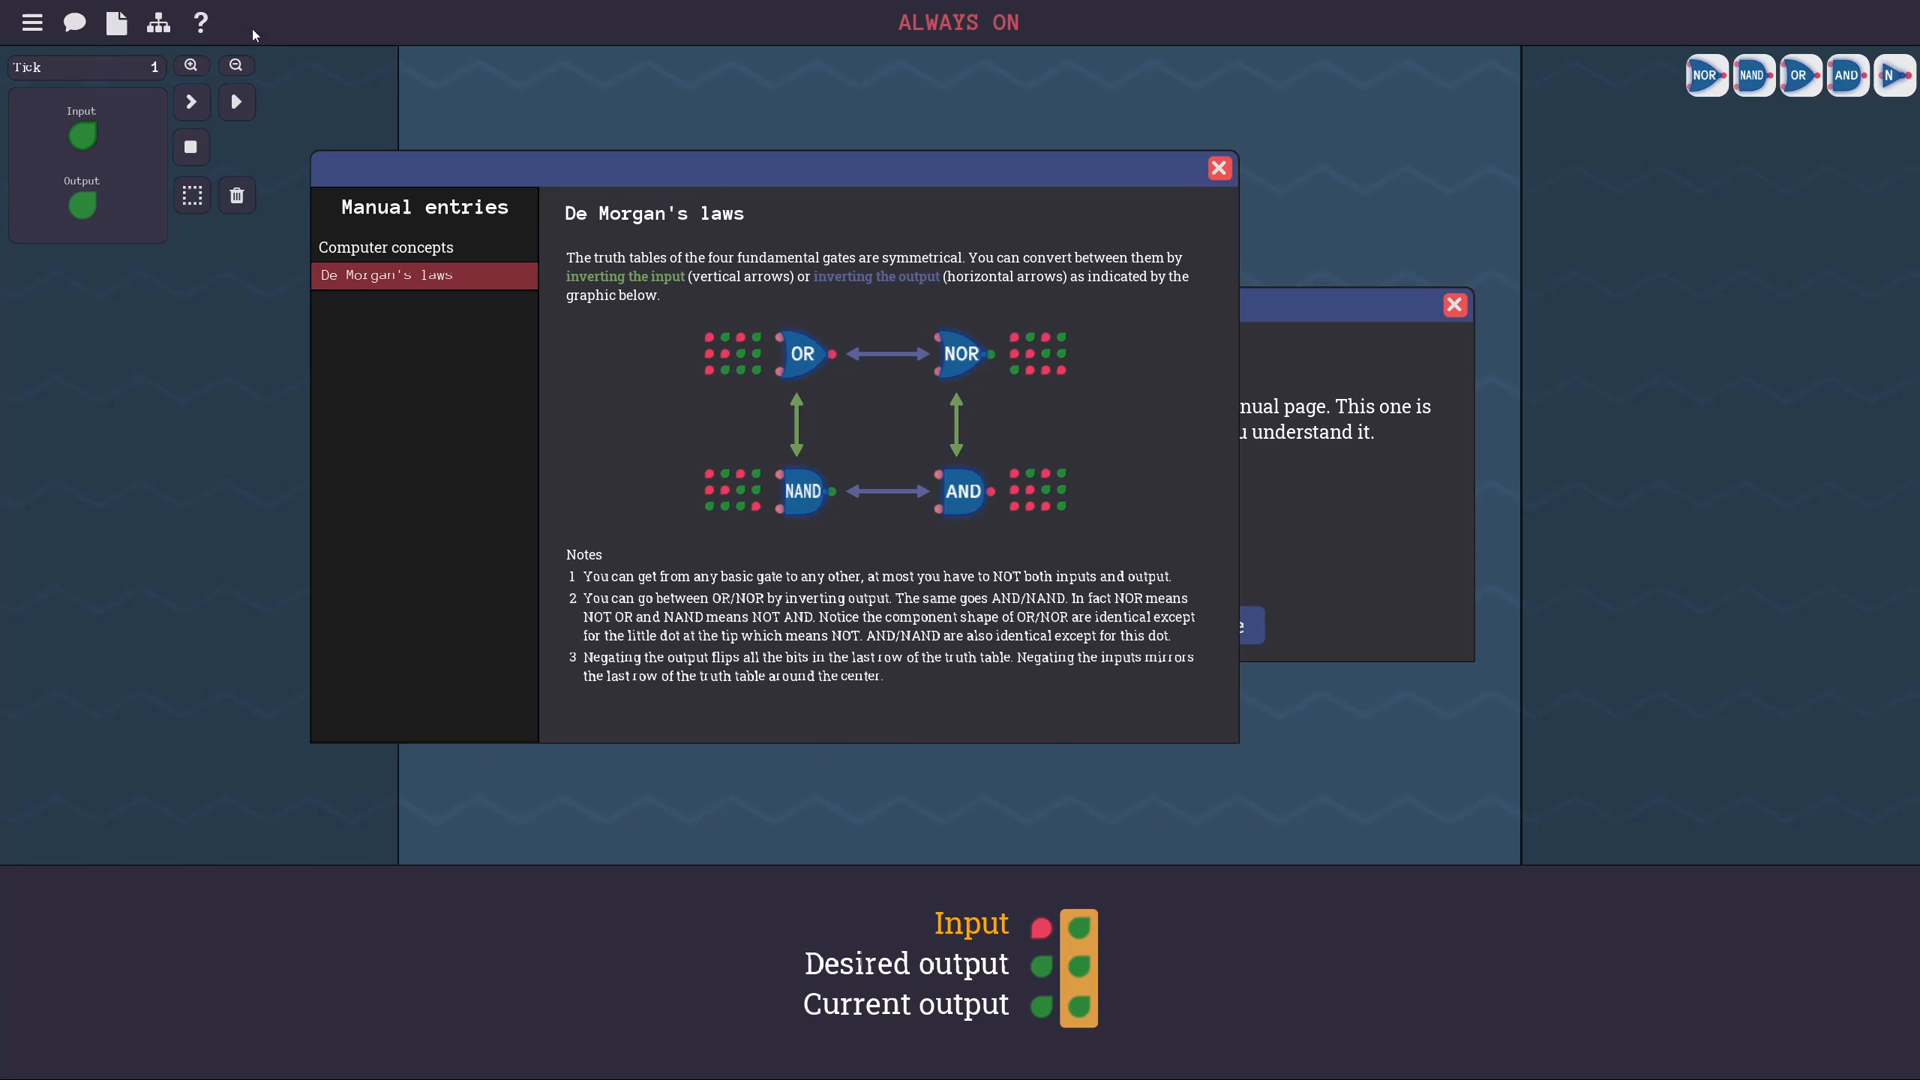 ALWAYS ON
Tick 1
Input
Output
NOR NAND OR AND N
Manual entries
Computer concepts
De Morgan's laws
De Morgan's laws
The truth tables of the four fundamental gates are symmetrical. You can convert between them by
inverting the input (vertical arrows) or inverting the output (horizontal arrows) as indicated by the
graphic below.
OR NOR
NAND AND
Notes
1 You can get from any basic gate to any other, at most you have to NOT both inputs and output.
2 You can go between OR/NOR by inverting output. The same goes AND/NAND. In fact NOR means
NOT OR and NAND means NOT AND. Notice the component shape of OR/NOR are identical except
for the little dot at the tip which means NOT. AND/NAND are also identical except for this dot.
3 Negating the output flips all the bits in the last row of the truth table. Negating the inputs mirrors
the last row of the truth table around the center.
page. This one is
understand it.
Input
Desired output
Current output